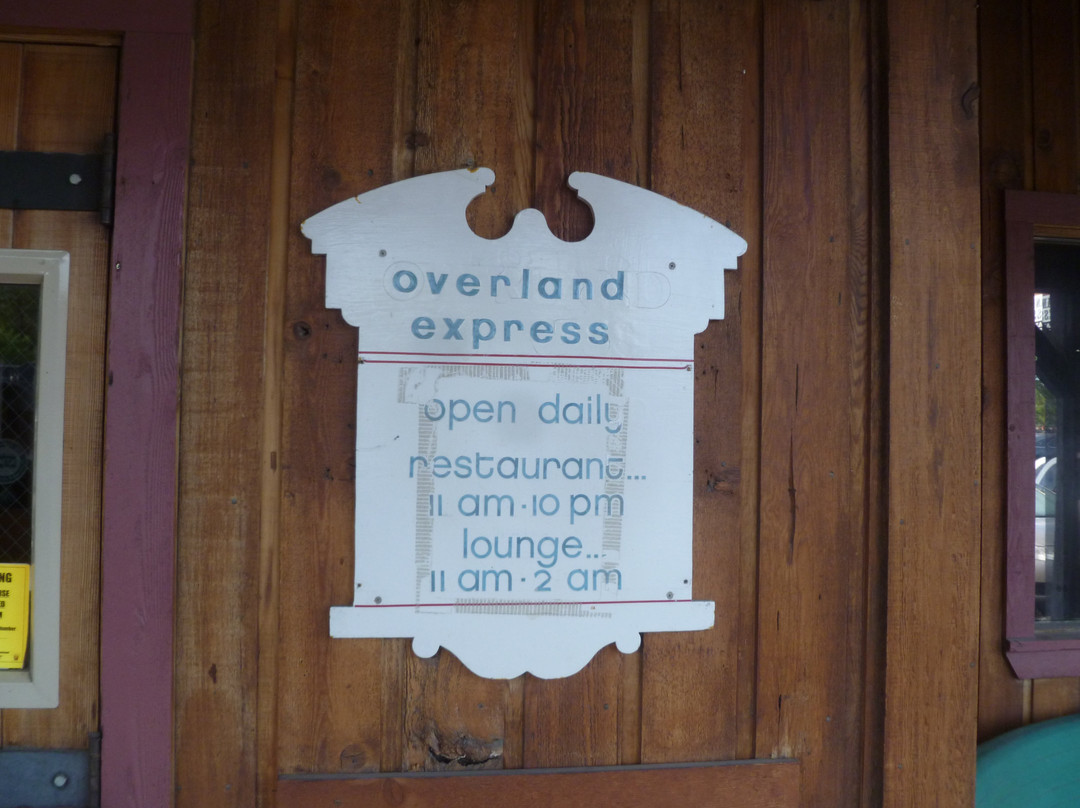 overland
express
open daily
restaurant...
11 am·10 pm
lounge...
11 am·2 am